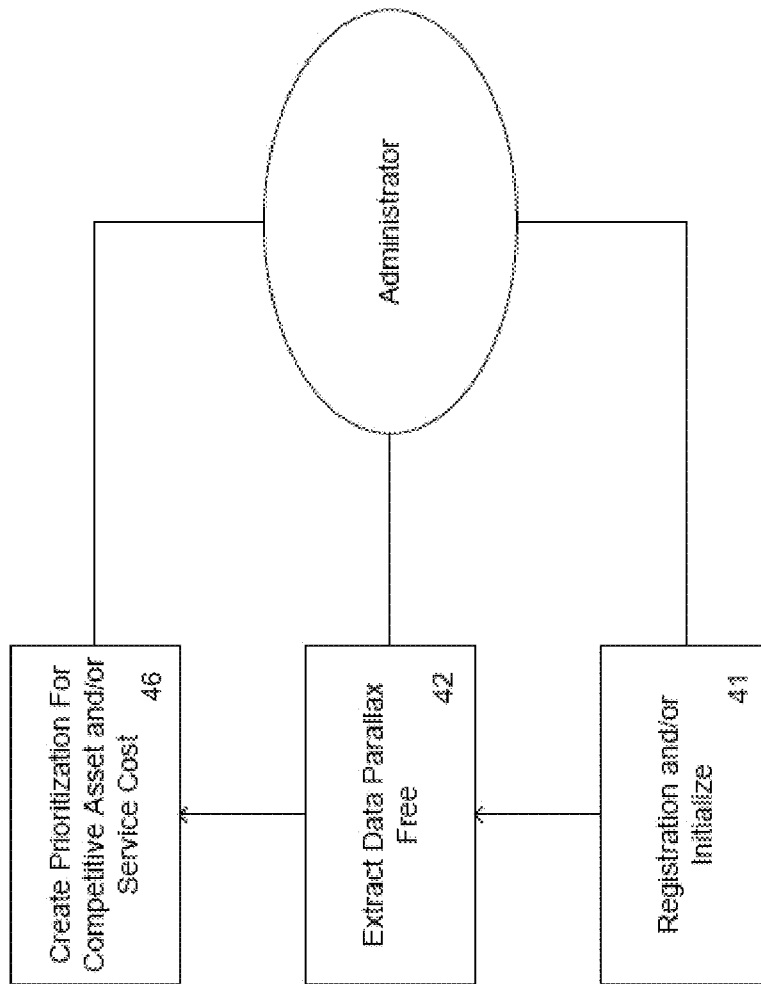 Registration and/or
Initialize
41
Extract Data Parallax
Free
42
Create Prioritization For
Competitive Asset and/or
Service Cost
46
Administrator